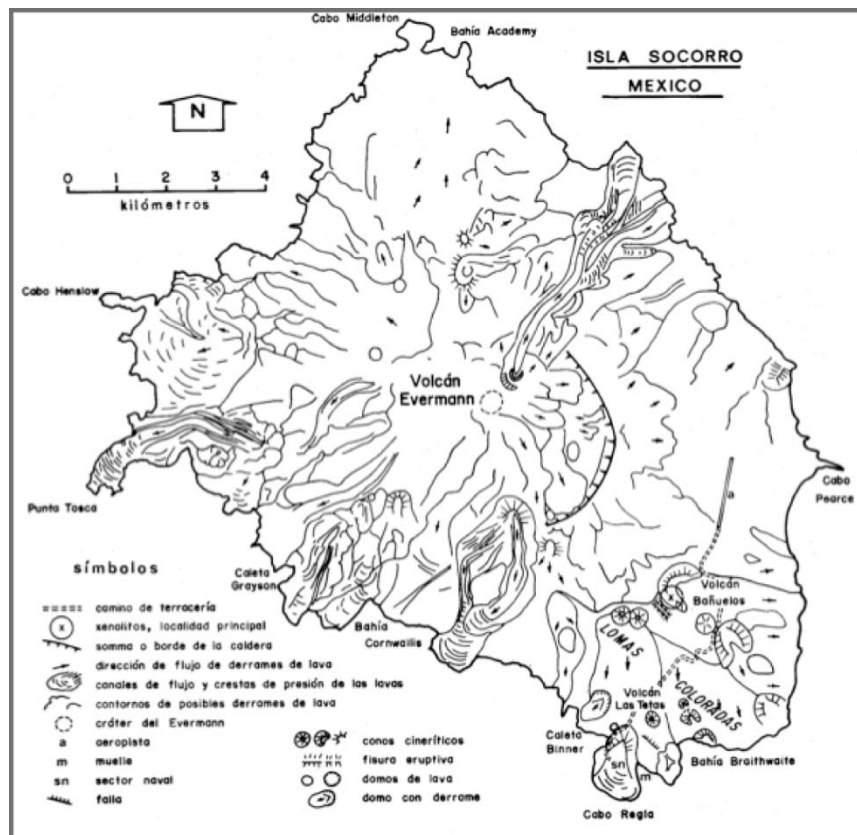 Cabo Middleton
Bahía Academy
ISLA SOCORRO
MEXICO
N
0 1 2 3 4
kilómetros
Cabo Henslow
Volcán
Evermann
Punta Tosca
Cabo
Pearce
a
Caleta
Grayson
Bahía
Cornwallis
Volcán
Bañuelos
x
LOMAS
COLORADAS
Volcán
Las Tetas
Caleta
Binner
sn
m
Bahía Braithwaite
Cabo Regla
símbolos
camino de terracería
x xenolitos, localidad principal
somma o borde de la caldera
dirección de flujo de derrames de lava
canales de flujo y crestas de presión de las lavas
contornos de posibles derrames de lava
cráter del Evermann
a aeropista
m muelle
sn sector naval
falla
conos cineríticos
fisura eruptiva
domos de lava
domo con derrame